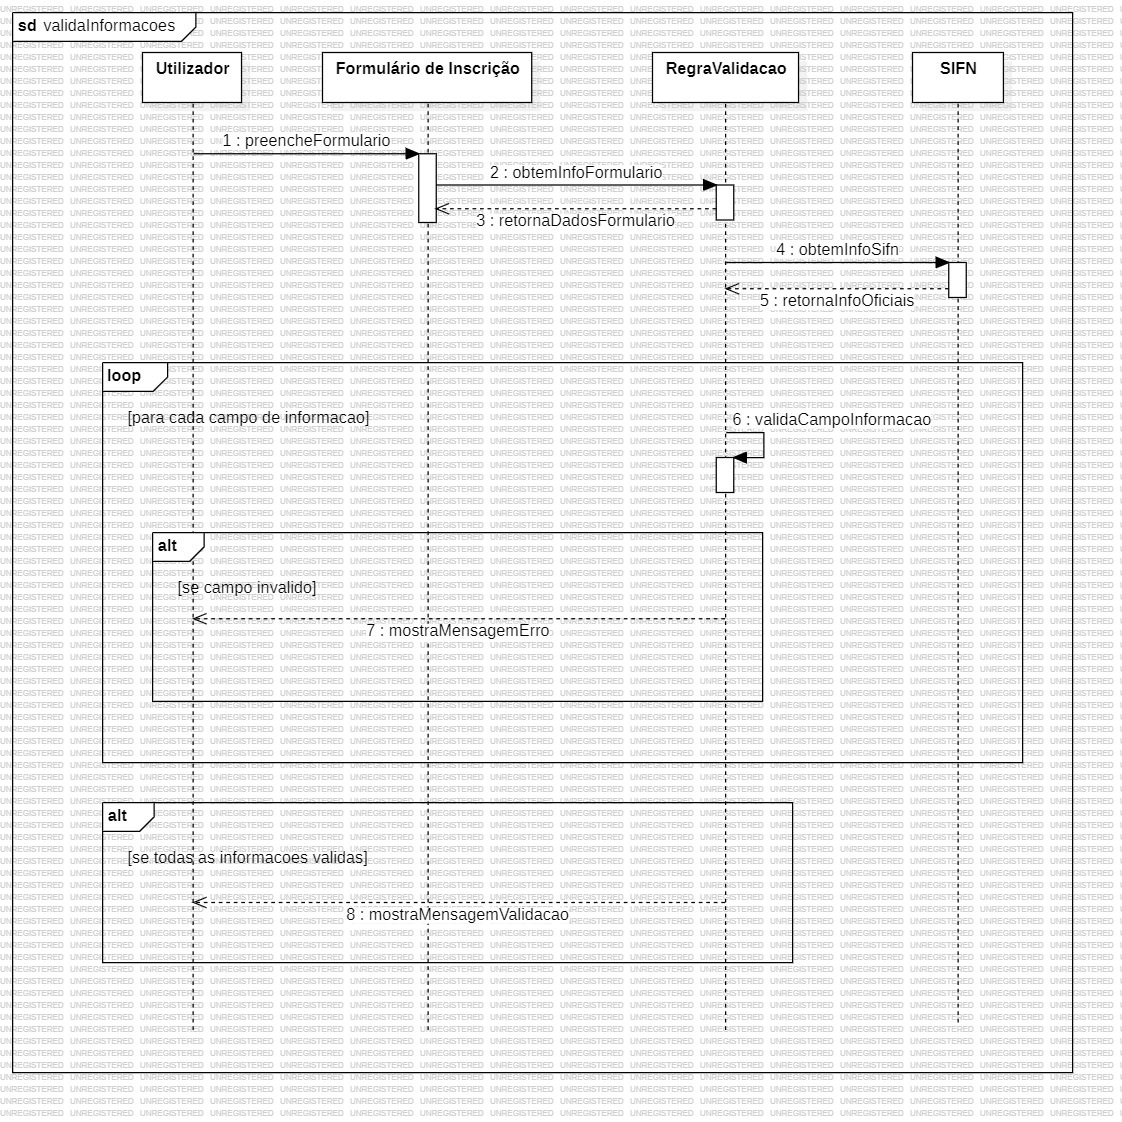 sd validaInformacoes
Utilizador
Formulário de Inscrição
RegraValidacao
SIFN
1 : preencheFormulario
2 : obtemInfoFormulario
3 : retornaDadosFormulario
4 : obtemInfoSifn
5 : retornaInfoOficiais
loop
[para cada campo de informacao]
6 : validaCampoInformacao
alt
[se campo invalido]
7 : mostraMensagemErro
alt
[se todas as informacoes validas]
8 : mostraMensagemValidacao
UNREGISTERED